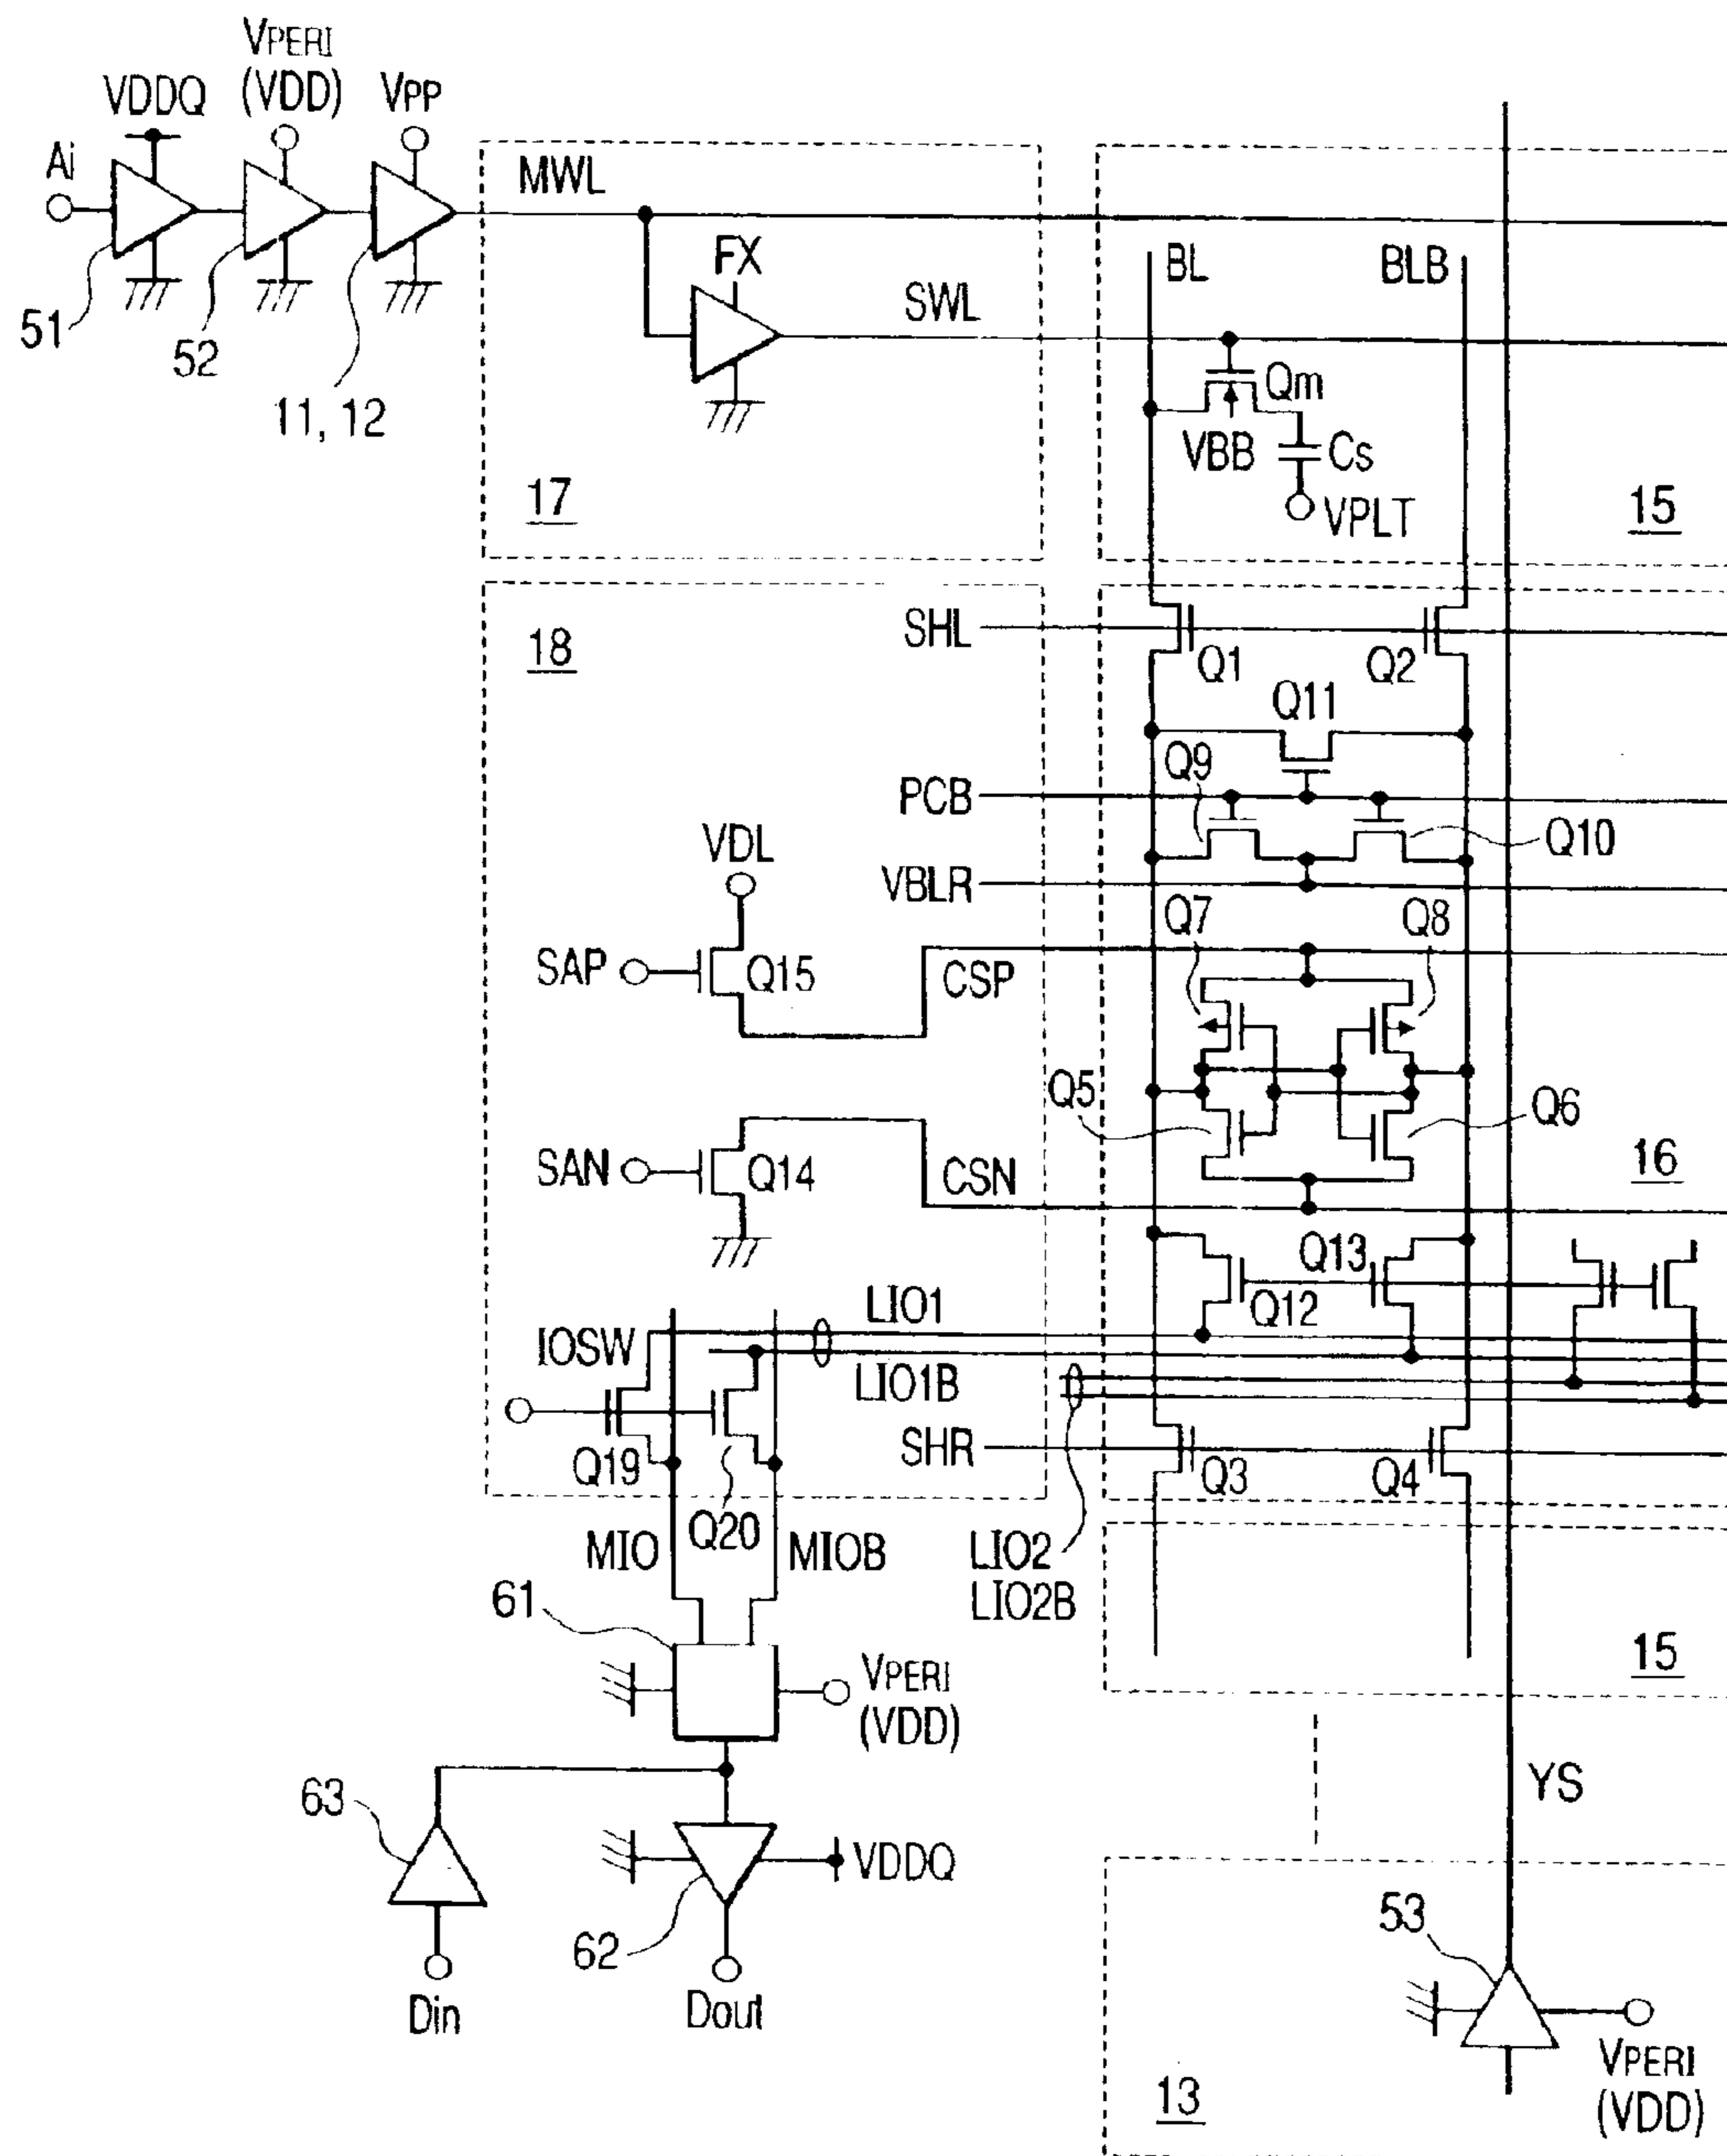 VPERI
VDDQ (VDD) VPP
Ai
MWL
51
52
11, 12
FX
SWL
BL
BLB
Qm
VBB
Cs
VPLT
17
15
18
SHL
Q1
Q2
Q11
Q9
PCB
Q10
VDL
VBLR
Q7
Q8
SAP
Q15
CSP
Q5
Q6
SAN
Q14
CSN
16
Q13
Q12
LIO1
IOSW
LIO1B
Q19
SHR
Q3
Q4
Q20
MIO
MIOB
LIO2
LIO2B
61
15
VPERI
(VDD)
63
YS
VDDQ
62
53
Din
Dout
VPERI
(VDD)
13